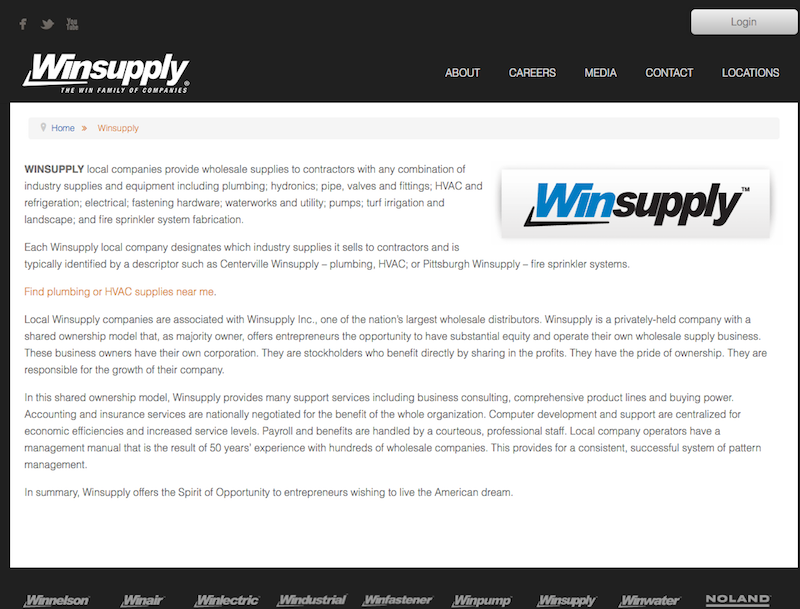 You Tube
Login
Winsupply®
THE WIN FAMILY OF COMPANIES
ABOUT CAREERS MEDIA CONTACT LOCATIONS
Home » Winsupply
WINSUPPLY local companies provide wholesale supplies to contractors with any combination of
industry supplies and equipment including plumbing; hydronics; pipe, valves and fittings; HVAC and
refrigeration; electrical; fastening hardware; waterworks and utility; pumps; turf irrigation and
landscape; and fire sprinkler system fabrication.
Winsupply™
Each Winsupply local company designates which industry supplies it sells to contractors and is
typically identified by a descriptor such as Centerville Winsupply – plumbing, HVAC; or Pittsburgh Winsupply – fire sprinkler systems.
Find plumbing or HVAC supplies near me.
Local Winsupply companies are associated with Winsupply Inc., one of the nation's largest wholesale distributors. Winsupply is a privately-held company with a
shared ownership model that, as majority owner, offers entrepreneurs the opportunity to have substantial equity and operate their own wholesale supply business.
These business owners have their own corporation. They are stockholders who benefit directly by sharing in the profits. They have the pride of ownership. They are
responsible for the growth of their company.
In this shared ownership model, Winsupply provides many support services including business consulting, comprehensive product lines and buying power.
Accounting and insurance services are nationally negotiated for the benefit of the whole organization. Computer development and support are centralized for
economic efficiencies and increased service levels. Payroll and benefits are handled by a courteous, professional staff. Local company operators have a
management manual that is the result of 50 years' experience with hundreds of wholesale companies. This provides for a consistent, successful system of pattern
management.
In summary, Winsupply offers the Spirit of Opportunity to entrepreneurs wishing to live the American dream.
Winnelson Winair Winlectric Windustrial Winfastener Winpump Winsupply Winwater NOLAND